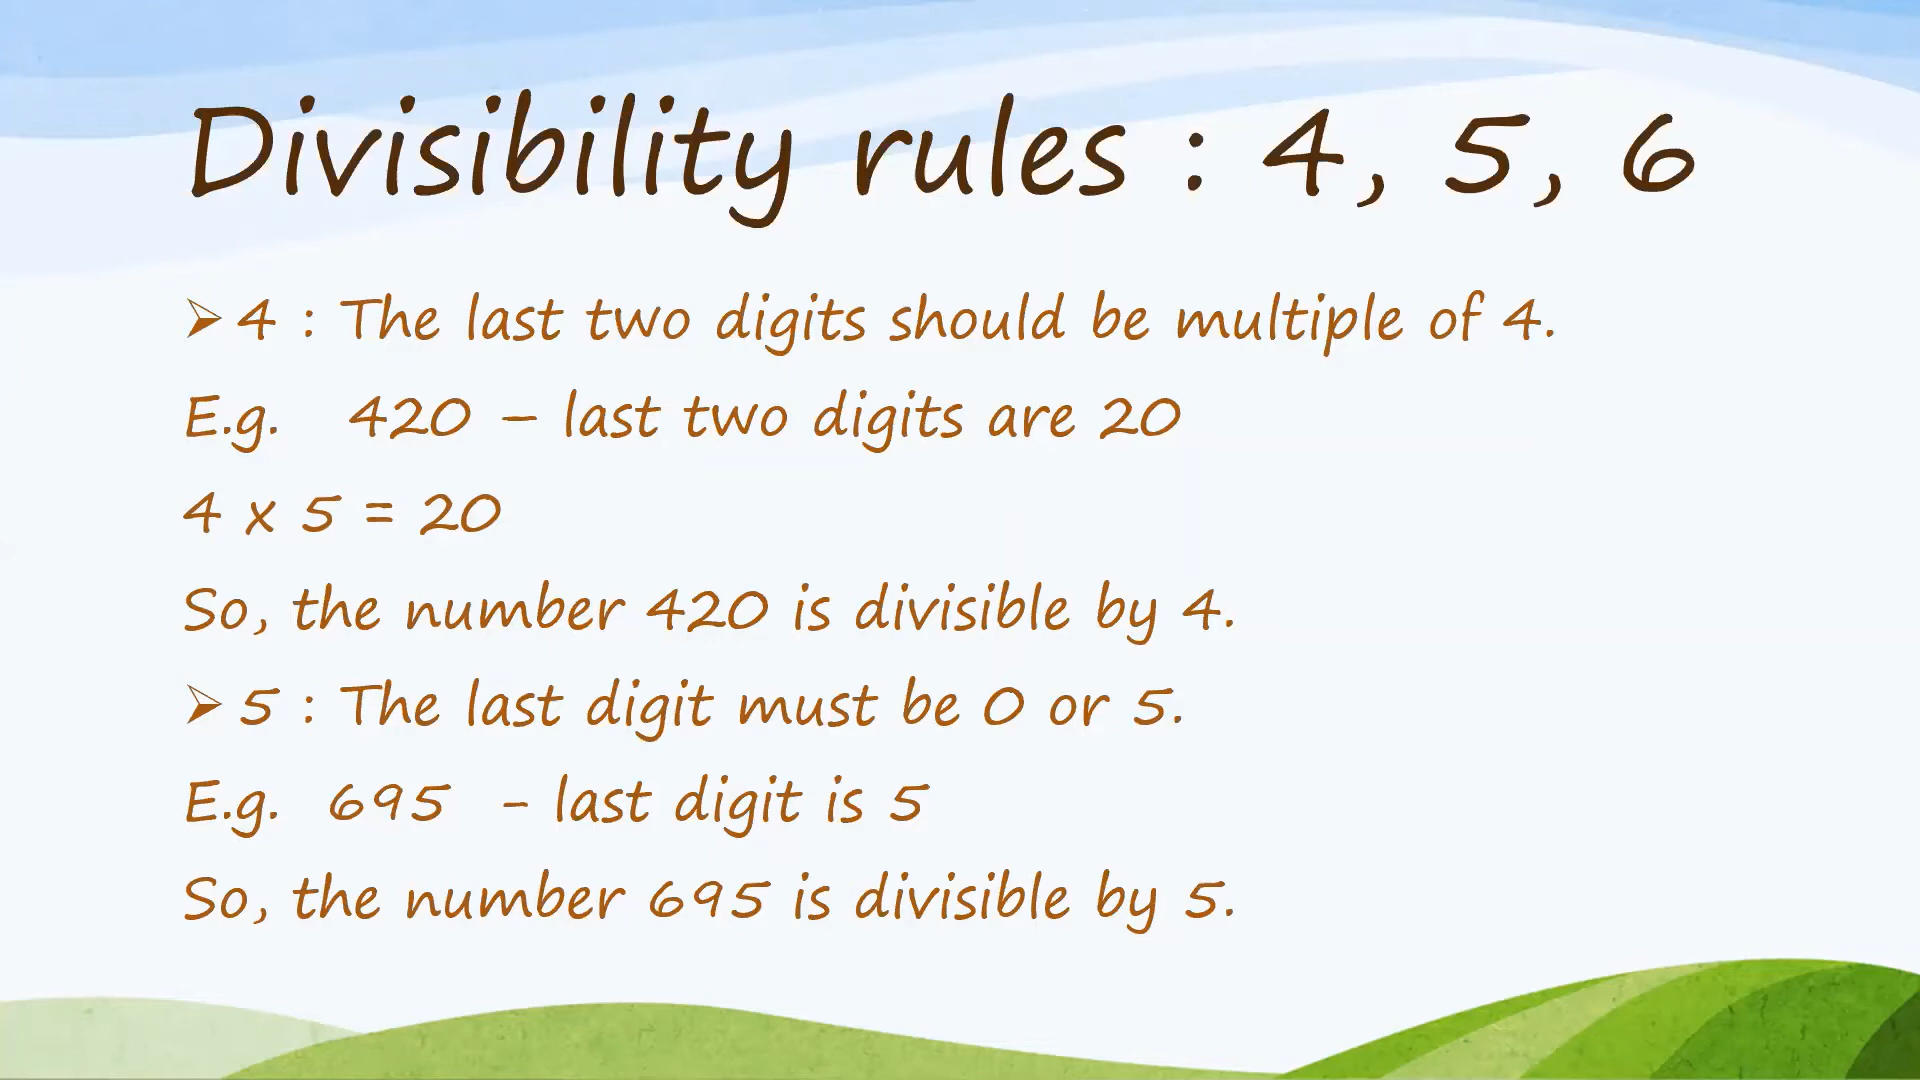 Divisibility rules : 4, 5, 6
➢ 4 : The last two digits should be multiple of 4.
E.g. 420 – last two digits are 20
4 x 5 = 20
So, the number 420 is divisible by 4.
➢ 5 : The last digit must be 0 or 5.
E.g. 695 - last digit is 5
So, the number 695 is divisible by 5.